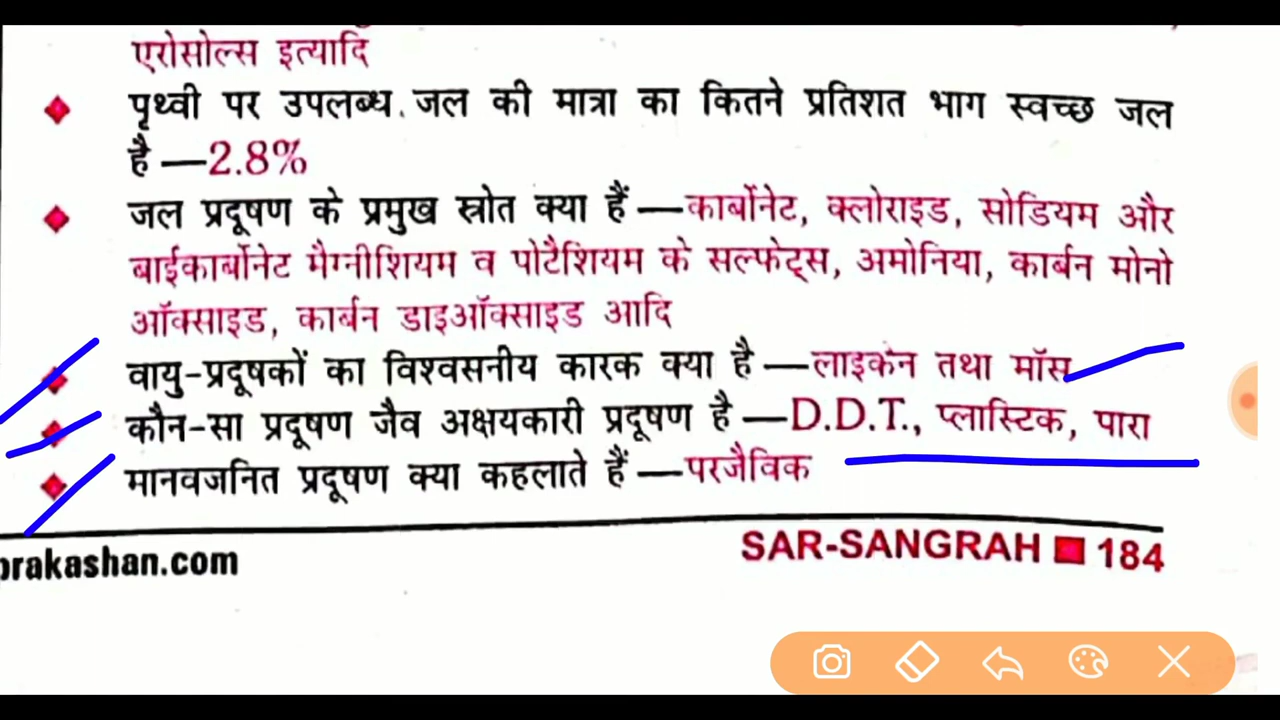 एरोसोल्स इत्यादि
पृथ्वी पर उपलब्ध जल की मात्रा का कितने प्रतिशत भाग स्वच्छ जल
है —2.8%
जल प्रदूषण के प्रमुख स्रोत क्या हैं —कार्बोनेट, क्लोराइड, सोडियम और
बाईकार्बोनेट मैग्नीशियम व पोटैशियम के सल्फेट्स, अमोनिया, कार्बन मोनो
ऑक्साइड, कार्बन डाइऑक्साइड आदि
वायु-प्रदूषकों का विश्वसनीय कारक क्या है —लाइकेन तथा मॉस
कौन-सा प्रदूषण जैव अक्षयकारी प्रदूषण है —D.D.T., प्लास्टिक, पारा
मानवजनित प्रदूषण क्या कहलाते हैं —परजैविक
prakashan.com
SAR-SANGRAH ■ 184